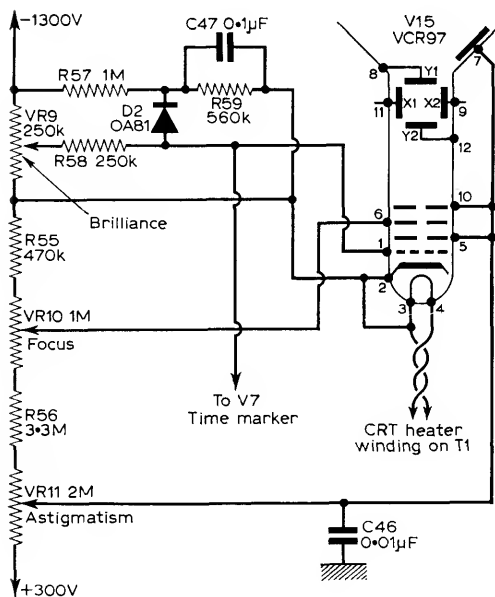 -1300V
C47 0·1μF
V15
VCR97
R57 1M
R59
560k
D2
OA81
VR9
250k
R58 250k
Brilliance
R55
470k
VR10 1M
Focus
R56
3·3M
VR11 2M
Astigmatism
+300V
To V7
Time marker
CRT heater
winding on T1
C46
0·01μF
8
Y1
7
11
X1
X2
9
Y2
12
10
6
5
1
2
3
4